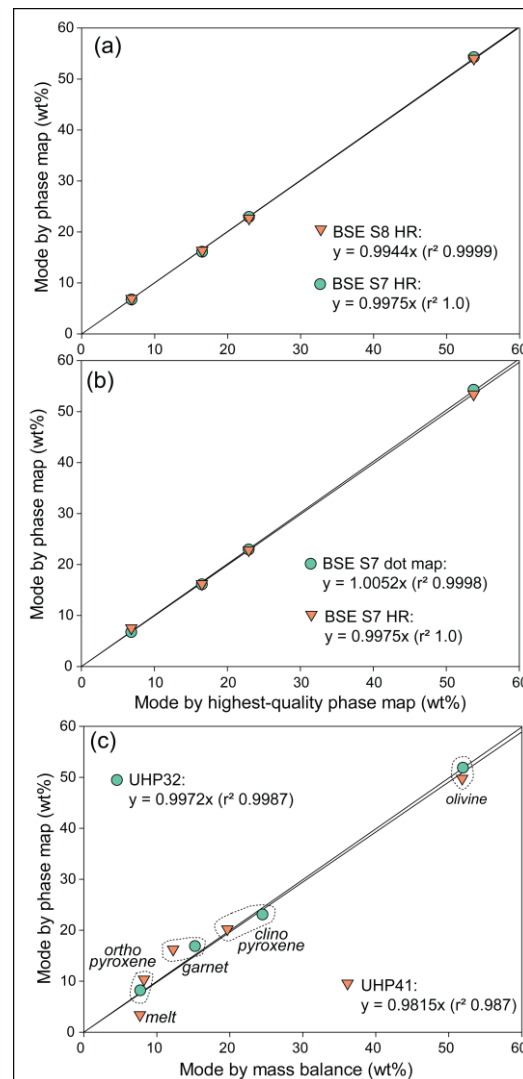 (a)
60
50
40
30
20
10
0
Mode by phase map (wt%)
BSE S8 HR:
y = 0.9944x (r² 0.9999)
BSE S7 HR:
y = 0.9975x (r² 1.0)
0 10 20 30 40 50 60
(b)
60
50
40
30
20
10
0
Mode by phase map (wt%)
BSE S7 dot map:
y = 1.0052x (r² 0.9998)
BSE S7 HR:
y = 0.9975x (r² 1.0)
0 10 20 30 40 50 60
Mode by highest-quality phase map (wt%)
(c)
60
50
40
30
20
10
0
Mode by phase map (wt%)
UHP32:
y = 0.9972x (r² 0.9987)
olivine
clino
pyroxene
ortho
pyroxene
garnet
melt
UHP41:
y = 0.9815x (r² 0.987)
0 10 20 30 40 50 60
Mode by mass balance (wt%)